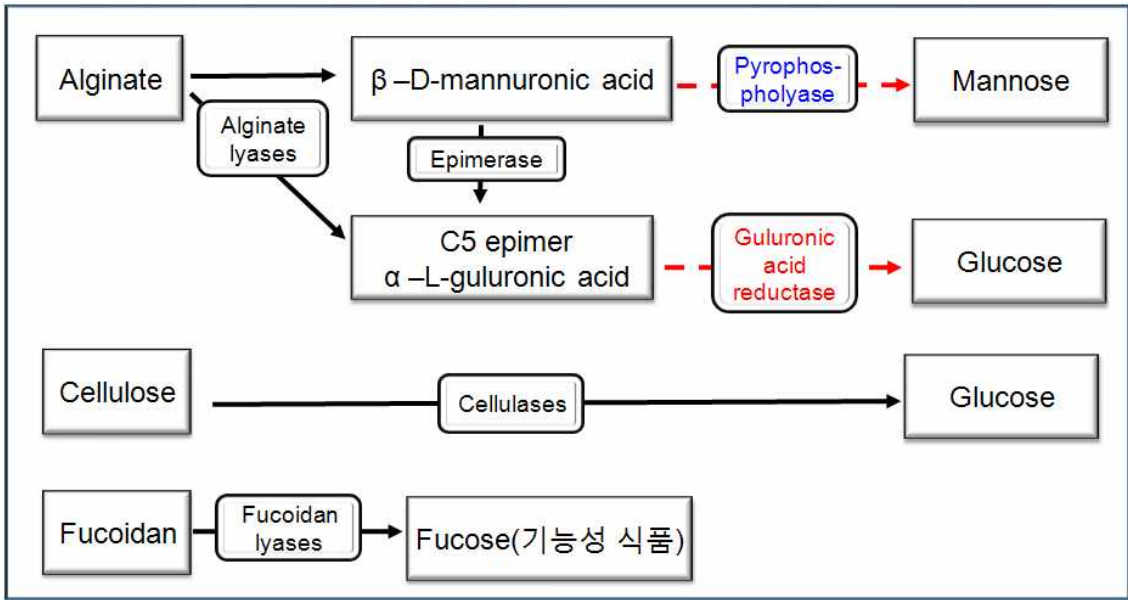 Alginate
β –D-mannuronic acid
Pyrophos-
pholyase
Mannose
Alginate
lyases
Epimerase
C5 epimer
α –L-guluronic acid
Guluronic
acid
reductase
Glucose
Cellulose
Cellulases
Glucose
Fucoidan
Fucoidan
lyases
Fucose(기능성 식품)